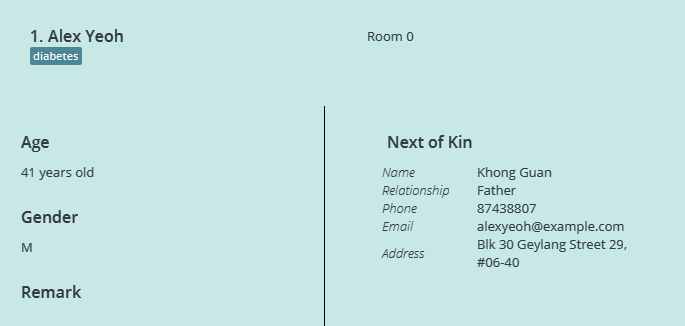 1. Alex Yeoh
Room 0
diabetes
Age
41 years old
Gender
M
Remark
Next of Kin
Name Khong Guan
Relationship Father
Phone 87438807
Email alexyeoh@example.com
Address Blk 30 Geylang Street 29,
#06-40